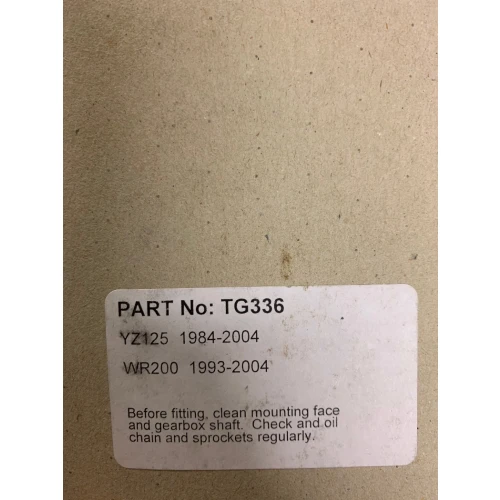 PART No: TG336
YZ125 1984-2004
WR200 1993-2004
Before fitting, clean mounting face
and gearbox shaft. Check and oil
chain and sprockets regularly.